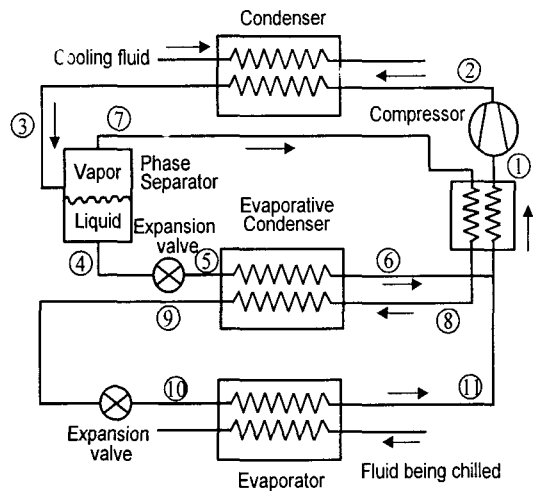 Condenser
Cooling fluid
②
Compressor
③
⑦
①
Vapor
Phase
Separator
Liquid
Evaporative
Condenser
Expansion
valve
④
⑤
⑥
⑨
⑧
⑩
⑪
Expansion
valve
Evaporator
Fluid being chilled